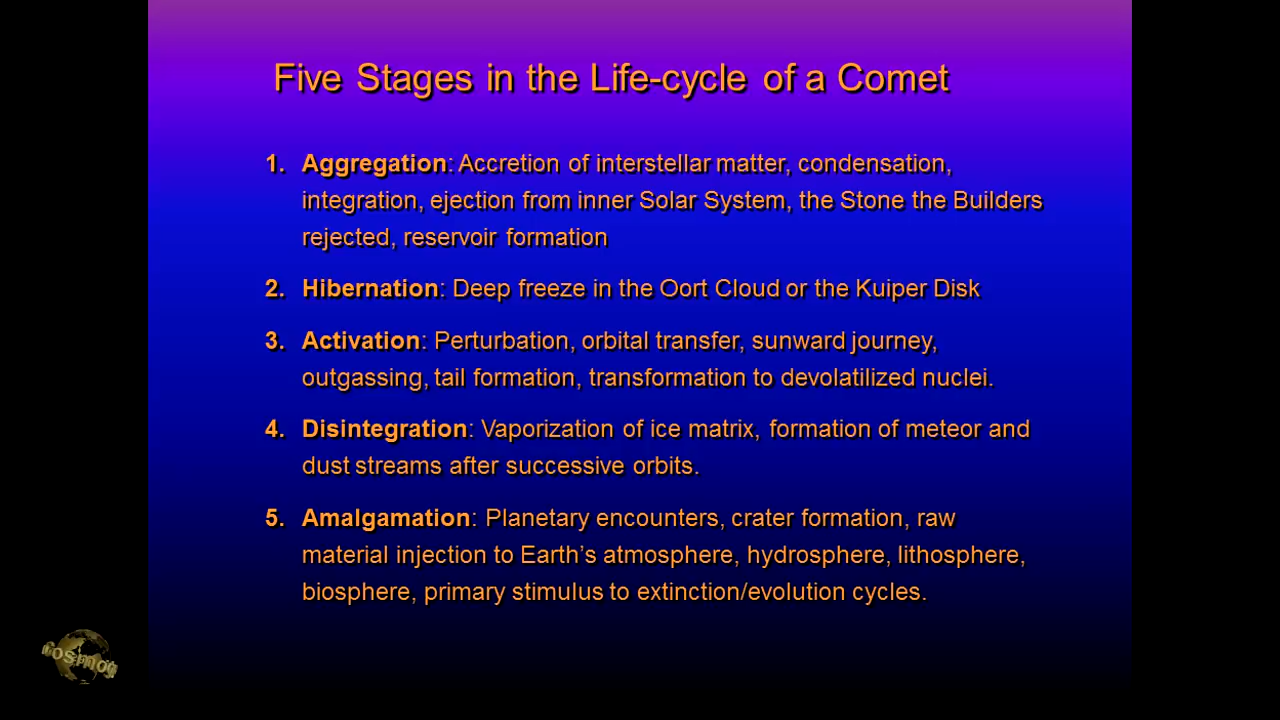 Five Stages in the Life-cycle of a Comet
1. Aggregation: Accretion of interstellar matter, condensation,
integration, ejection from inner Solar System, the Stone the Builders
rejected, reservoir formation
2. Hibernation: Deep freeze in the Oort Cloud or the Kuiper Disk
3. Activation: Perturbation, orbital transfer, sunward journey,
outgassing, tail formation, transformation to devolatilized nuclei.
4. Disintegration: Vaporization of ice matrix, formation of meteor and
dust streams after successive orbits.
5. Amalgamation: Planetary encounters, crater formation, raw
material injection to Earth’s atmosphere, hydrosphere, lithosphere,
biosphere, primary stimulus to extinction/evolution cycles.